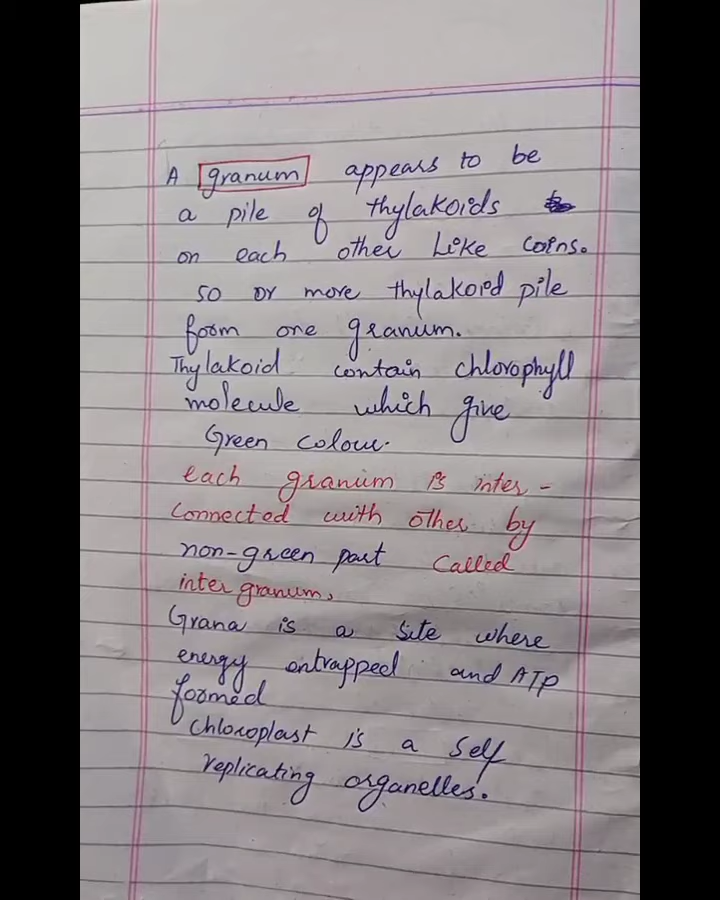 A granum appears to be
a pile of thylakoids
on each other Like coins.
so or more thylakoid pile
form one granum.
Thylakoid contain chlorophyll
molecule which give
Green colour.
each granum is inter-
connected with other by
non-green part called
inter granum.
Grana is a site where
energy entrapped and ATP
formed
chloroplast is a self
replicating organelles.